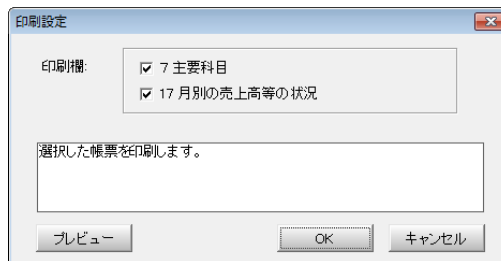 印刷設定
印刷欄:
7 主要科目
17 月別の売上高等の状況
選択した帳票を印刷します。
プレビュー
OK
キャンセル